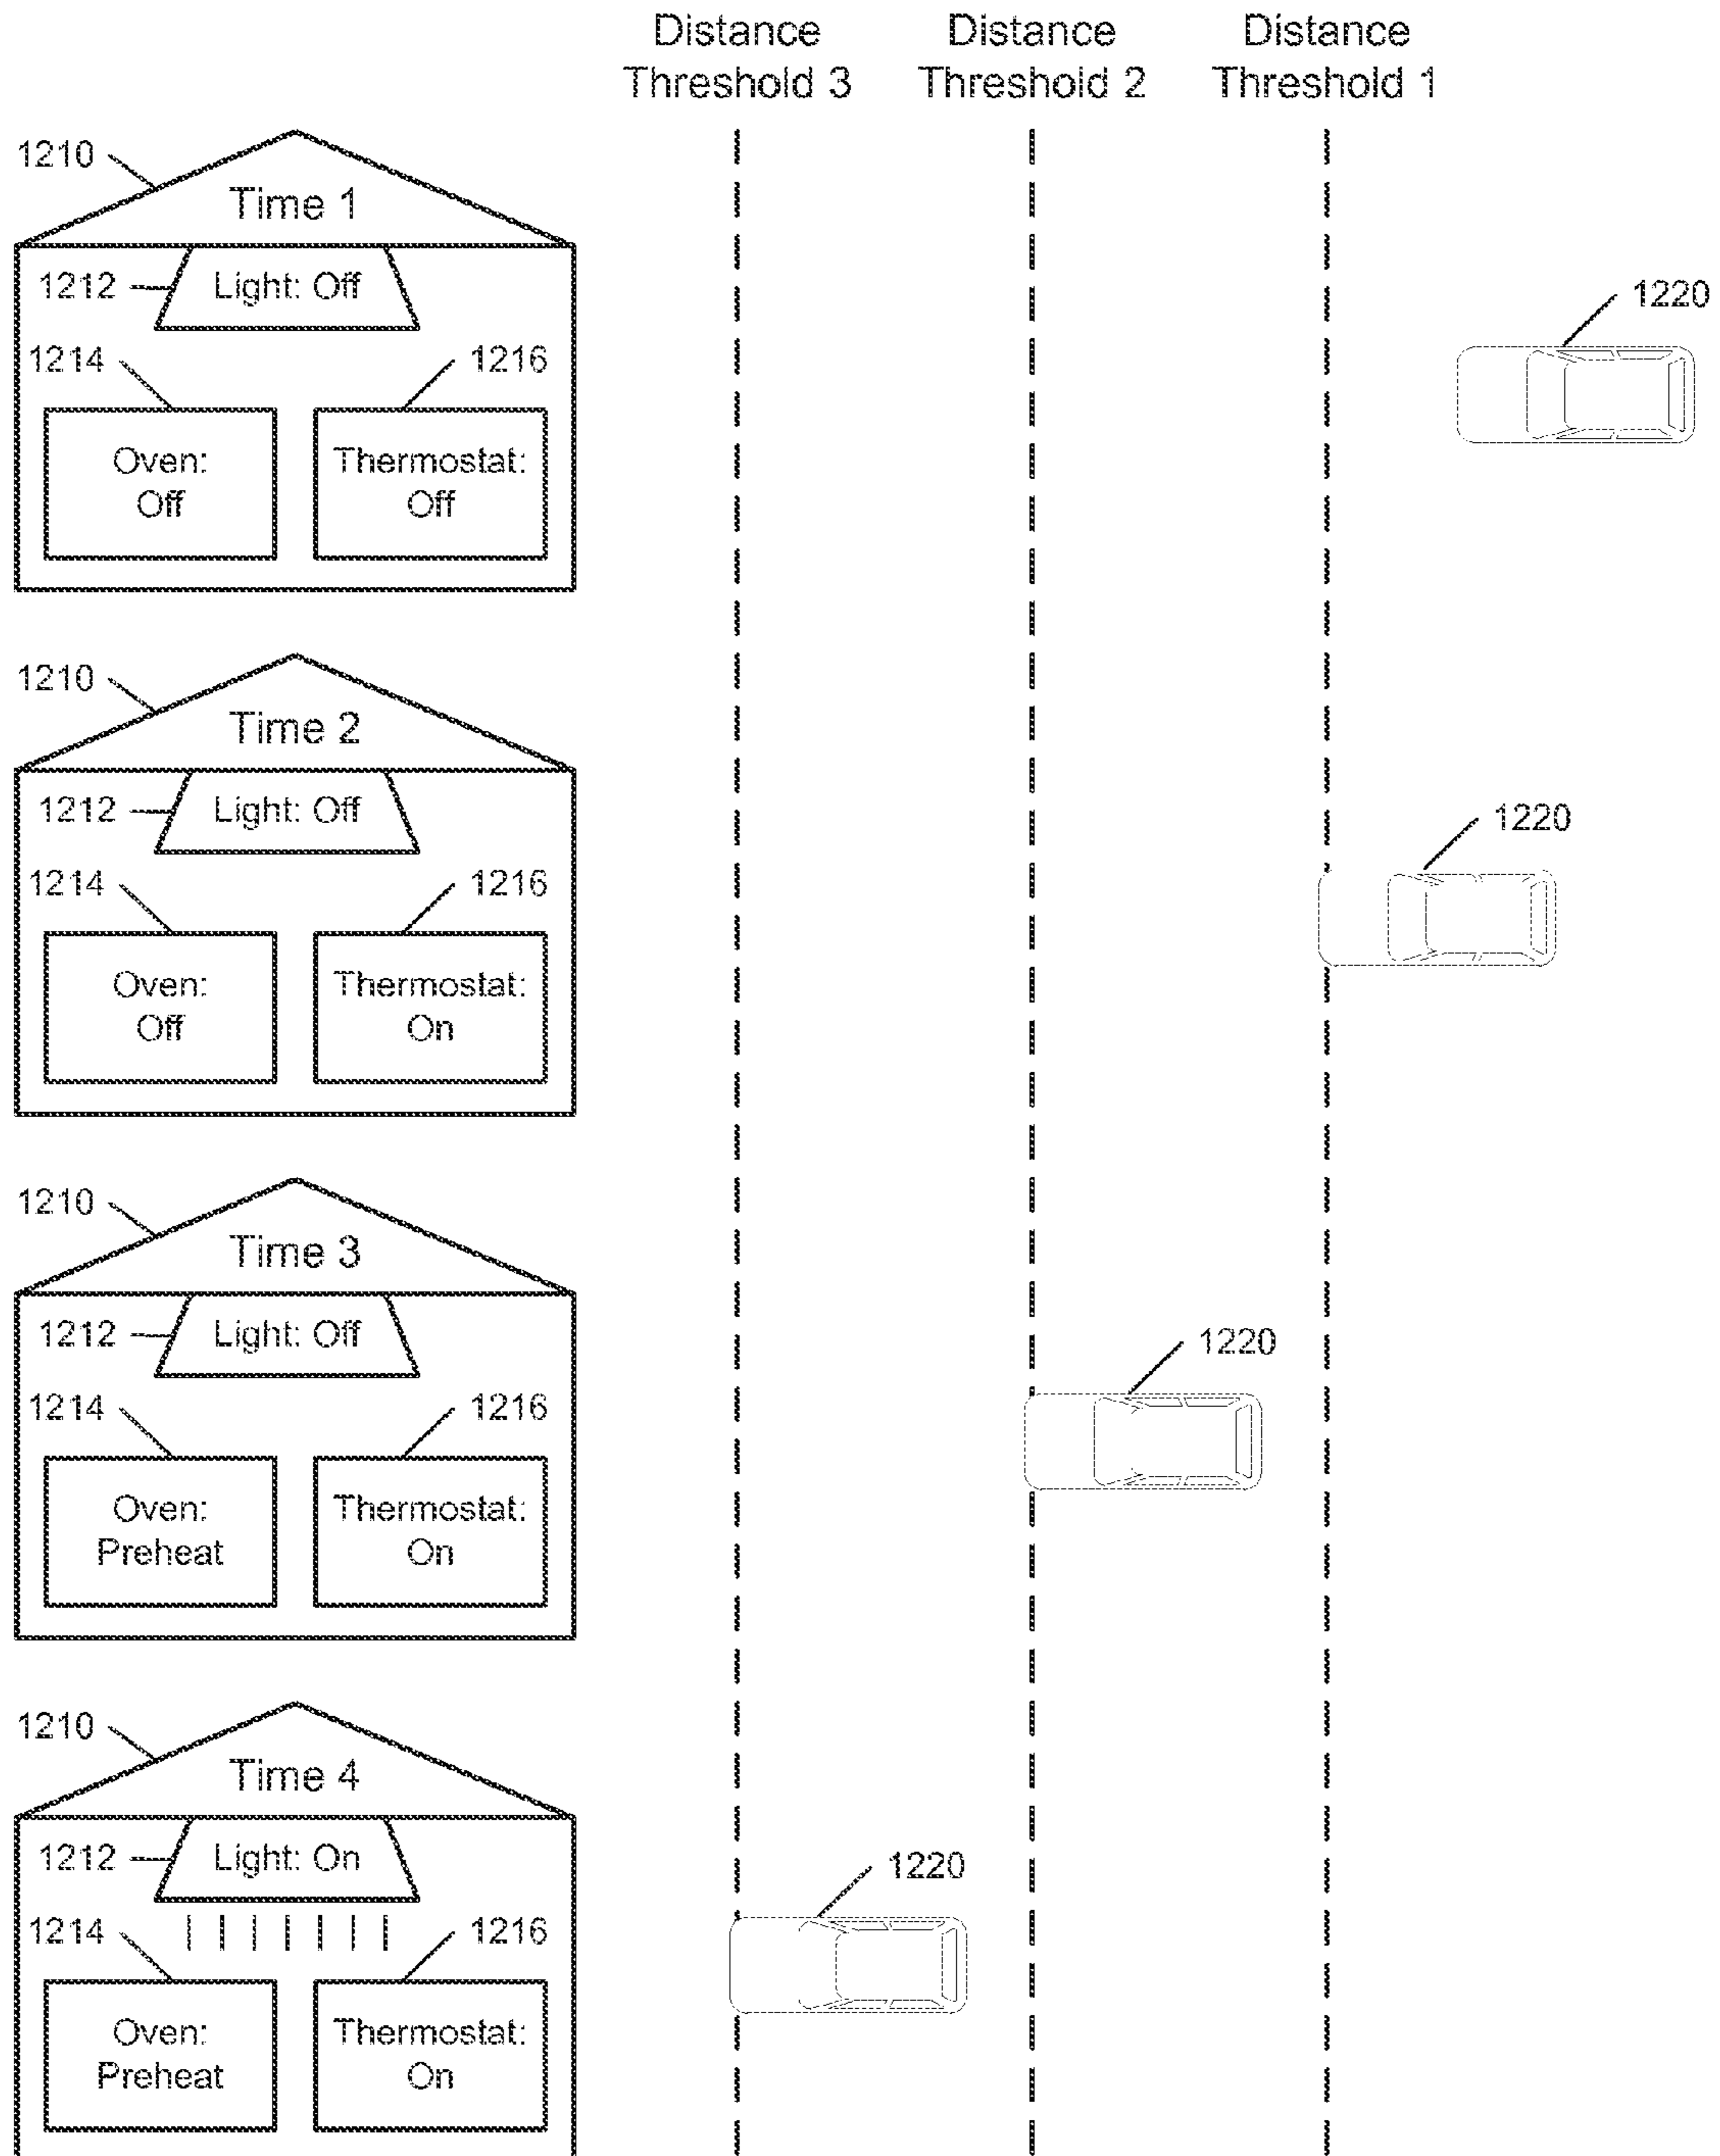 Distance Threshold 3
Distance Threshold 2
Distance Threshold 1
1210
Time 1
1212
Light: Off
1220
1214
1216
Oven:
Off
Thermostat:
Off
1210
Time 2
1212
Light: Off
1220
1214
1216
Oven:
Off
Thermostat:
On
1210
Time 3
1212
Light: Off
1220
1214
1216
Oven:
Preheat
Thermostat:
On
1210
Time 4
1212
Light: On
1220
1214
1216
Oven:
Preheat
Thermostat:
On